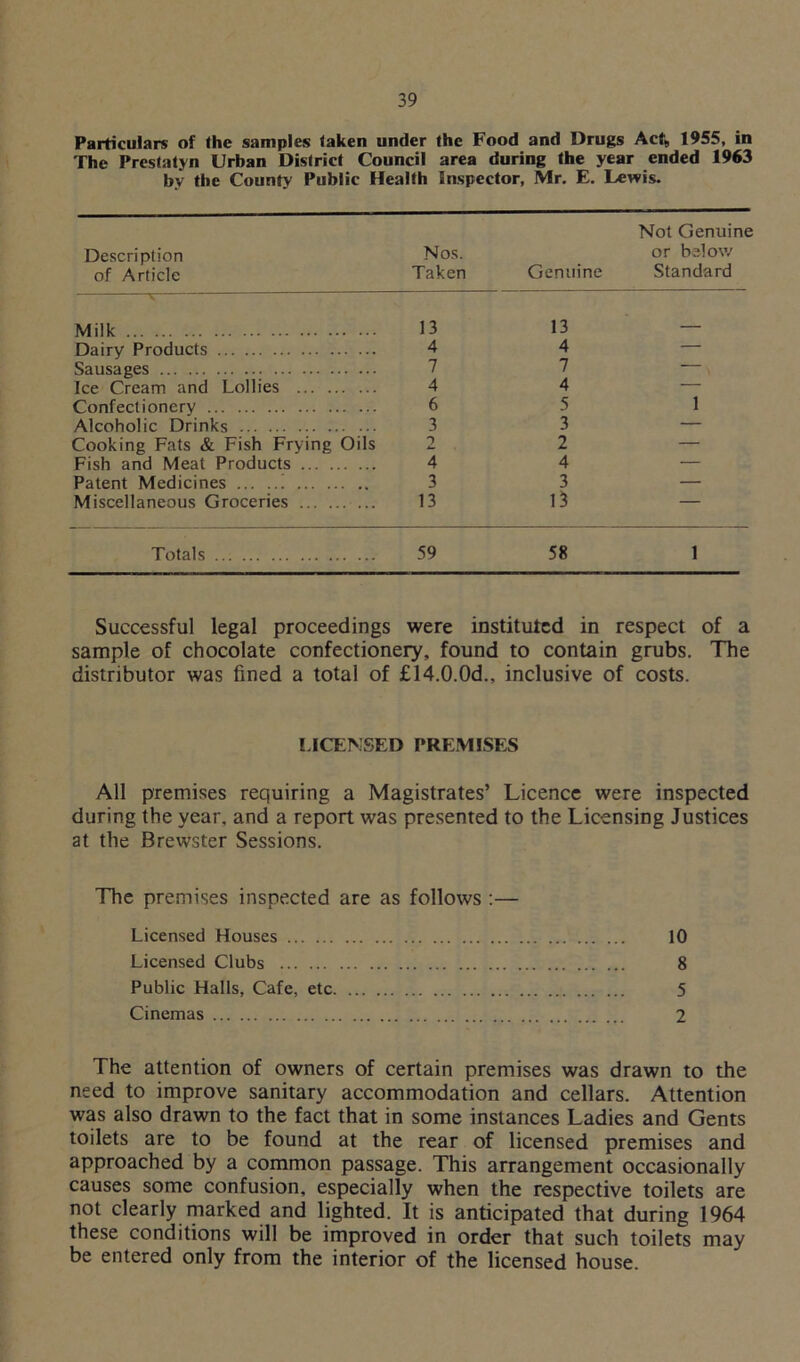 39
Particulars of the samples taken under the Food and Drugs Act, 1955, in
The Prestatyn Urban District Council area during the year ended 1963
by the County Public Health Inspector, Mr. E. Lewis.
Description of Article Nos. Taken Genuine Not Genuine or below Standard
Milk ... ... ... ... ... ... ... ... ... 13 13 —
Dairy Products ... ... ... ... ... ... 4 4 —
Sausages ... ... ... ... ... ... ... ... 7 7 —
Ice Cream and Lollies ... ... ... 4 4 —
Confectionery ... ... ... ... ... ... 6 5 1
Alcoholic Drinks ... ... ... ... ... 3 3 —
Cooking Fats & Fish Frying Oils 2 2 —
Fish and Meat Products ... ... ... 4 4 —
Patent Medicines ... ... ... ... .. 3 3 —
Miscellaneous Groceries ... ... ... 13 13 —
Totals ... ... ... ... ... ... 59 58 1
Successful legal proceedings were instituted in respect of a
sample of chocolate confectionery, found to contain grubs. The
distributor was fined a total of £14.0.0d., inclusive of costs.
LICENSED PREMISES
All premises requiring a Magistrates' Licence were inspected
during the year, and a report was presented to the Licensing Justices
at the Brewster Sessions.
The premises inspected are as follows :—
Licensed Houses ... ... ... ... ... ... ... ... ... ... ... 10
Licensed Clubs ... ... ... ... ... ... ... ... ... ... ... 8
Public Halls, Cafe, etc. ... ... ... ... ... ... ... ... ... 5
Cinemas ... ... ... ... ... ... ... ... ... ... ... ... ... 2
The attention of owners of certain premises was drawn to the
need to improve sanitary accommodation and cellars. Attention
was also drawn to the fact that in some instances Ladies and Gents
toilets are to be found at the rear of licensed premises and
approached by a common passage. This arrangement occasionally
causes some confusion, especially when the respective toilets are
not clearly marked and lighted. It is anticipated that during 1964
these conditions will be improved in order that such toilets may
be entered only from the interior of the licensed house.